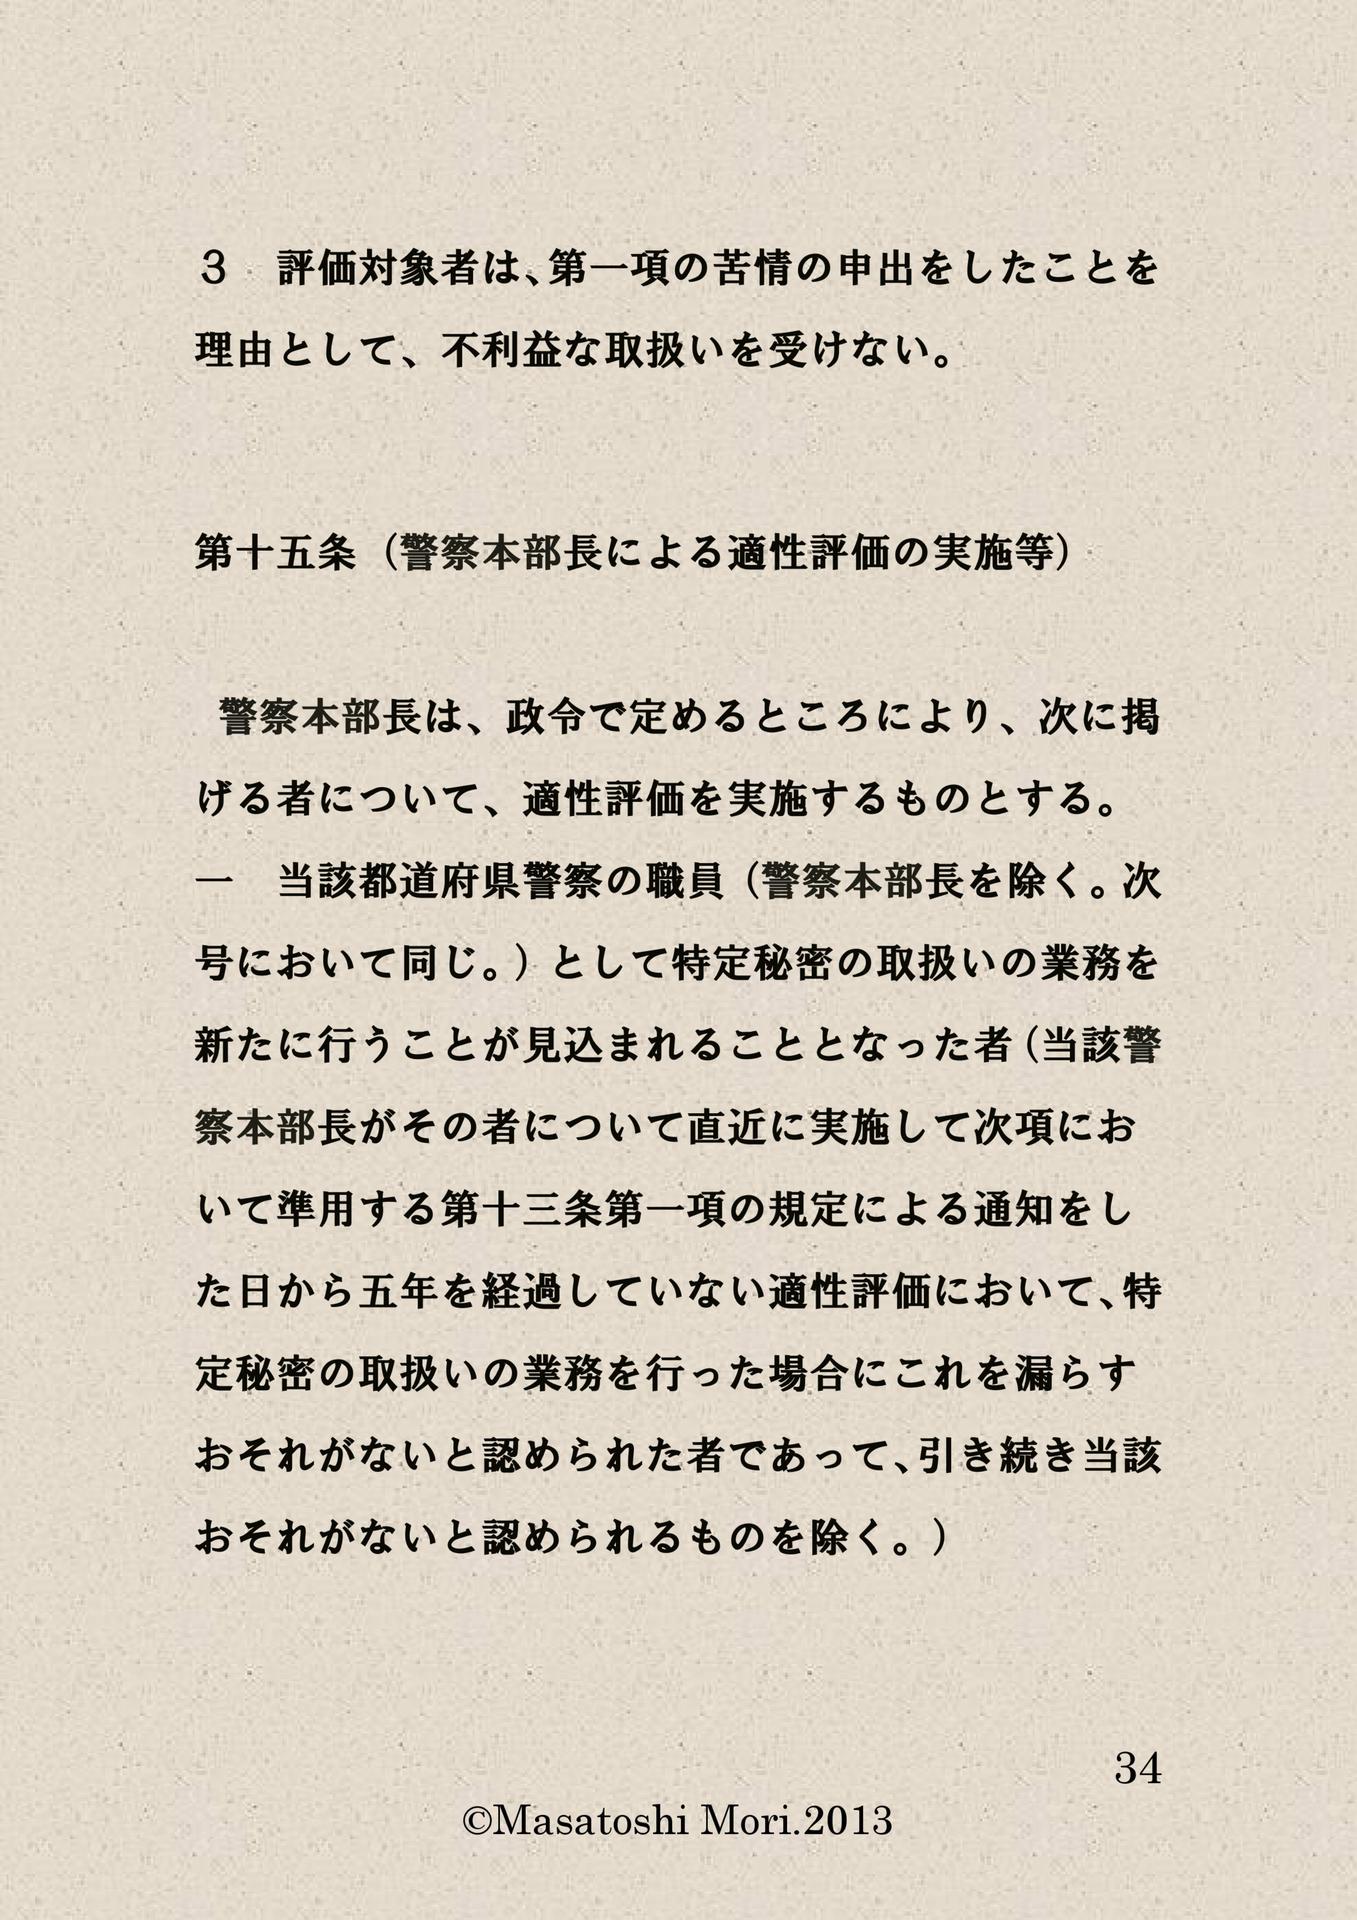 ３　評価対象者は、第一項の苦情の申出をしたことを
理由として、不利益な取扱いを受けない。
第十五条（警察本部長による適性評価の実施等）
警察本部長は、政令で定めるところにより、次に掲
げる者について、適性評価を実施するものとする。
一　当該都道府県警察の職員（警察本部長を除く。次
号において同じ。）として特定秘密の取扱いの業務を
新たに行うことが見込まれることとなった者（当該警
察本部長がその者について直近に実施して次項にお
いて準用する第十三条第一項の規定による通知をし
た日から五年を経過していない適性評価において、特
定秘密の取扱いの業務を行った場合にこれを漏らす
おそれがないと認められた者であって、引き続き当該
おそれがないと認められるものを除く。）
34
©Masatoshi Mori.2013